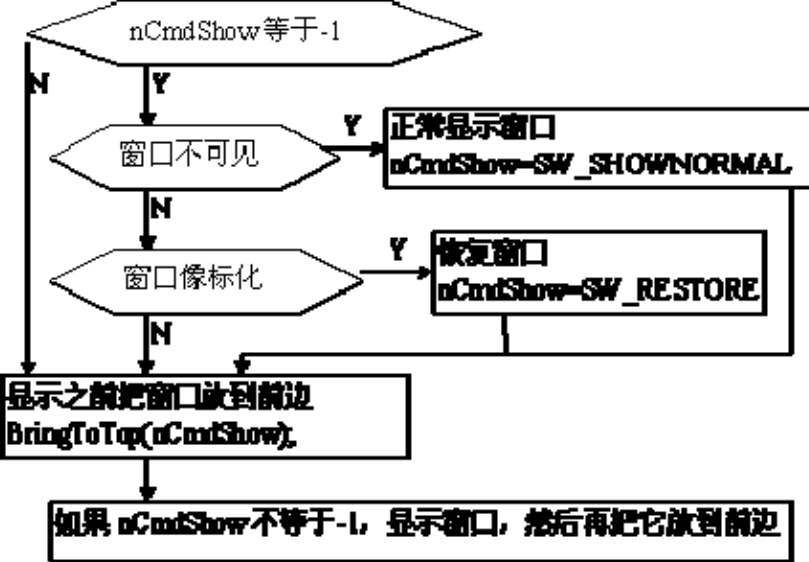 nCmdShow等于-1
N
Y
窗口不可见
Y
正常显示窗口
nCmdShow=SW_SHOWNORMAL
N
窗口像标化
Y
恢复窗口
nCmdShow=SW_RESTORE
N
显示之前把窗口放到前边
BringToTop(nCmdShow);
如果 nCmdShow不等于-1，显示窗口，然后再把它放到前边